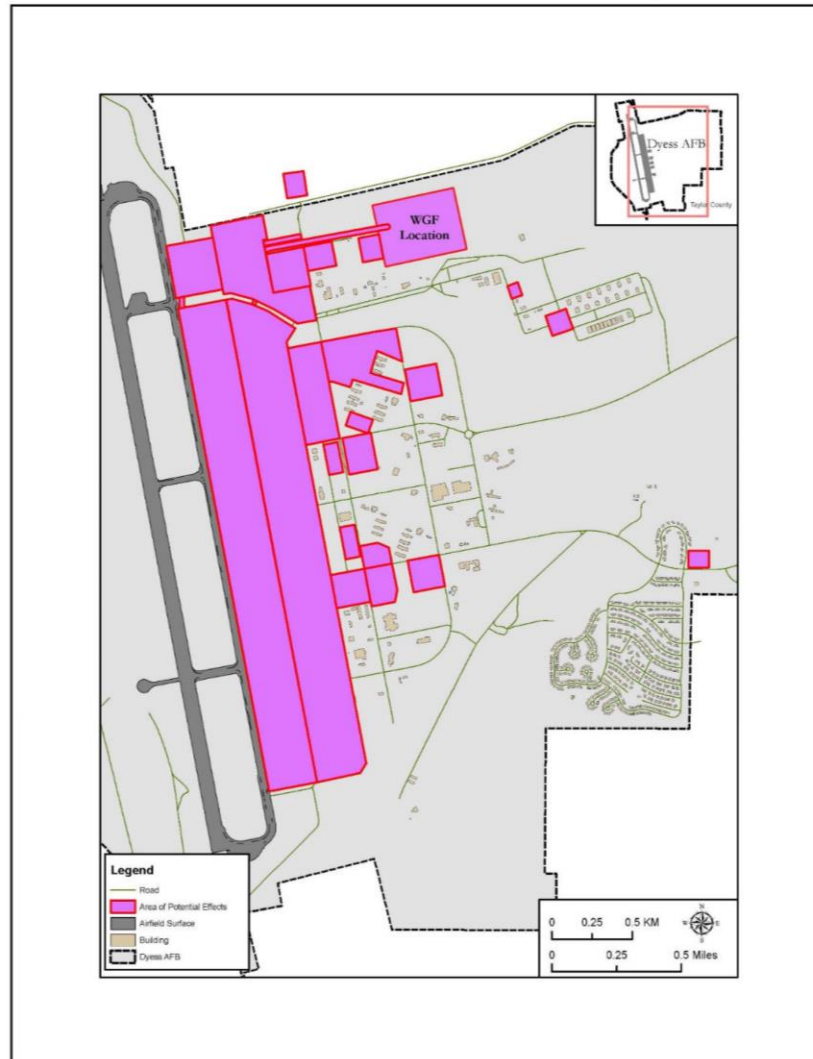 Dyess AFB
Taylor County
WGF
Location
Legend
Road
Area of Potential Effects
Airfield Surface
Building
Dyess AFB
0 0.25 0.5 KM
0 0.25 0.5 Miles
N
W E
S